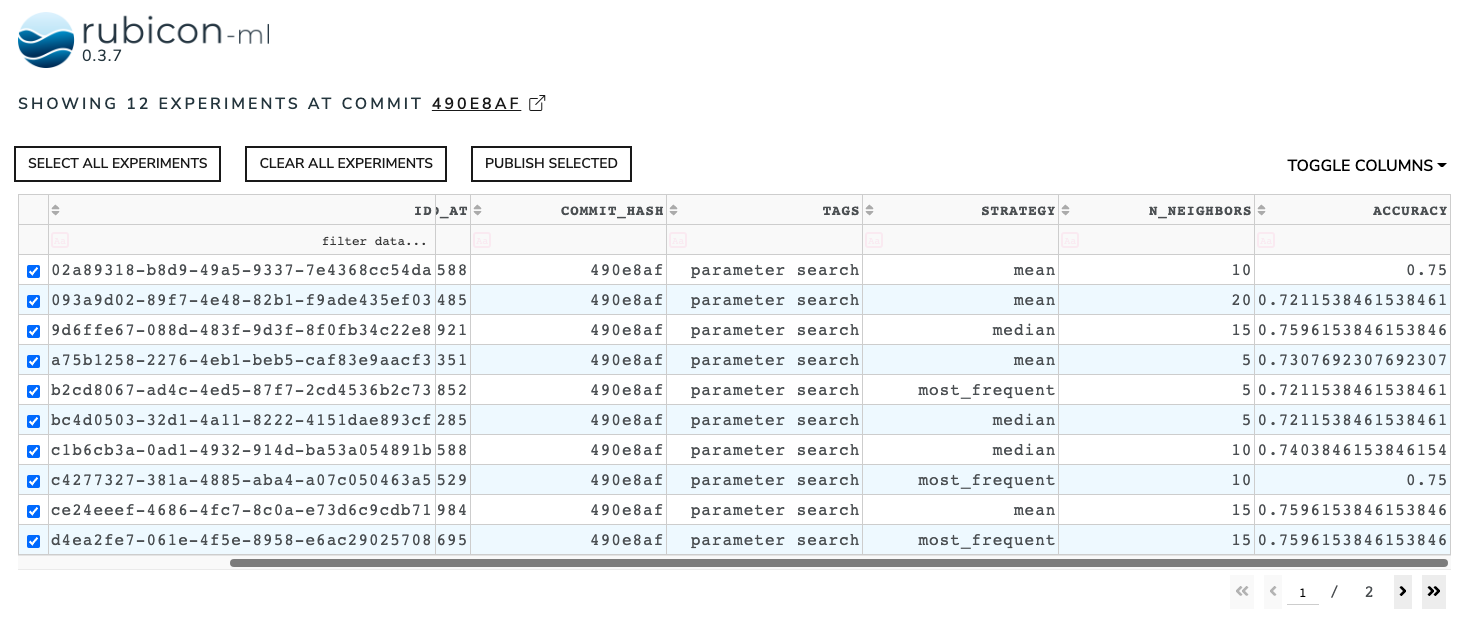 rubicon-ml
0.3.7
SHOWING 12 EXPERIMENTS AT COMMIT 490E8AF
SELECT ALL EXPERIMENTS CLEAR ALL EXPERIMENTS PUBLISH SELECTED TOGGLE COLUMNS
ID D_AT COMMIT_HASH TAGS STRATEGY N_NEIGHBORS ACCURACY
Aa filter data... Aa Aa Aa Aa Aa
02a89318-b8d9-49a5-9337-7e4368cc54da 588 490e8af parameter search mean 10 0.75
093a9d02-89f7-4e48-82b1-f9ade435ef03 485 490e8af parameter search mean 20 0.7211538461538461
9d6ffe67-088d-483f-9d3f-8f0fb34c22e8 921 490e8af parameter search median 15 0.7596153846153846
a75b1258-2276-4eb1-beb5-caf83e9aacf3 351 490e8af parameter search mean 5 0.7307692307692307
b2cd8067-ad4c-4ed5-87f7-2cd4536b2c73 852 490e8af parameter search most_frequent 5 0.7211538461538461
bc4d0503-32d1-4a11-8222-4151dae893cf 285 490e8af parameter search median 5 0.7211538461538461
c1b6cb3a-0ad1-4932-914d-ba53a054891b 588 490e8af parameter search median 10 0.7403846153846154
c4277327-381a-4885-aba4-a07c050463a5 529 490e8af parameter search most_frequent 10 0.75
ce24eeef-4686-4fc7-8c0a-e73d6c9cdb71 984 490e8af parameter search mean 15 0.7596153846153846
d4ea2fe7-061e-4f5e-8958-e6ac29025708 695 490e8af parameter search most_frequent 15 0.7596153846153846
« ‹ 1 / 2 › »